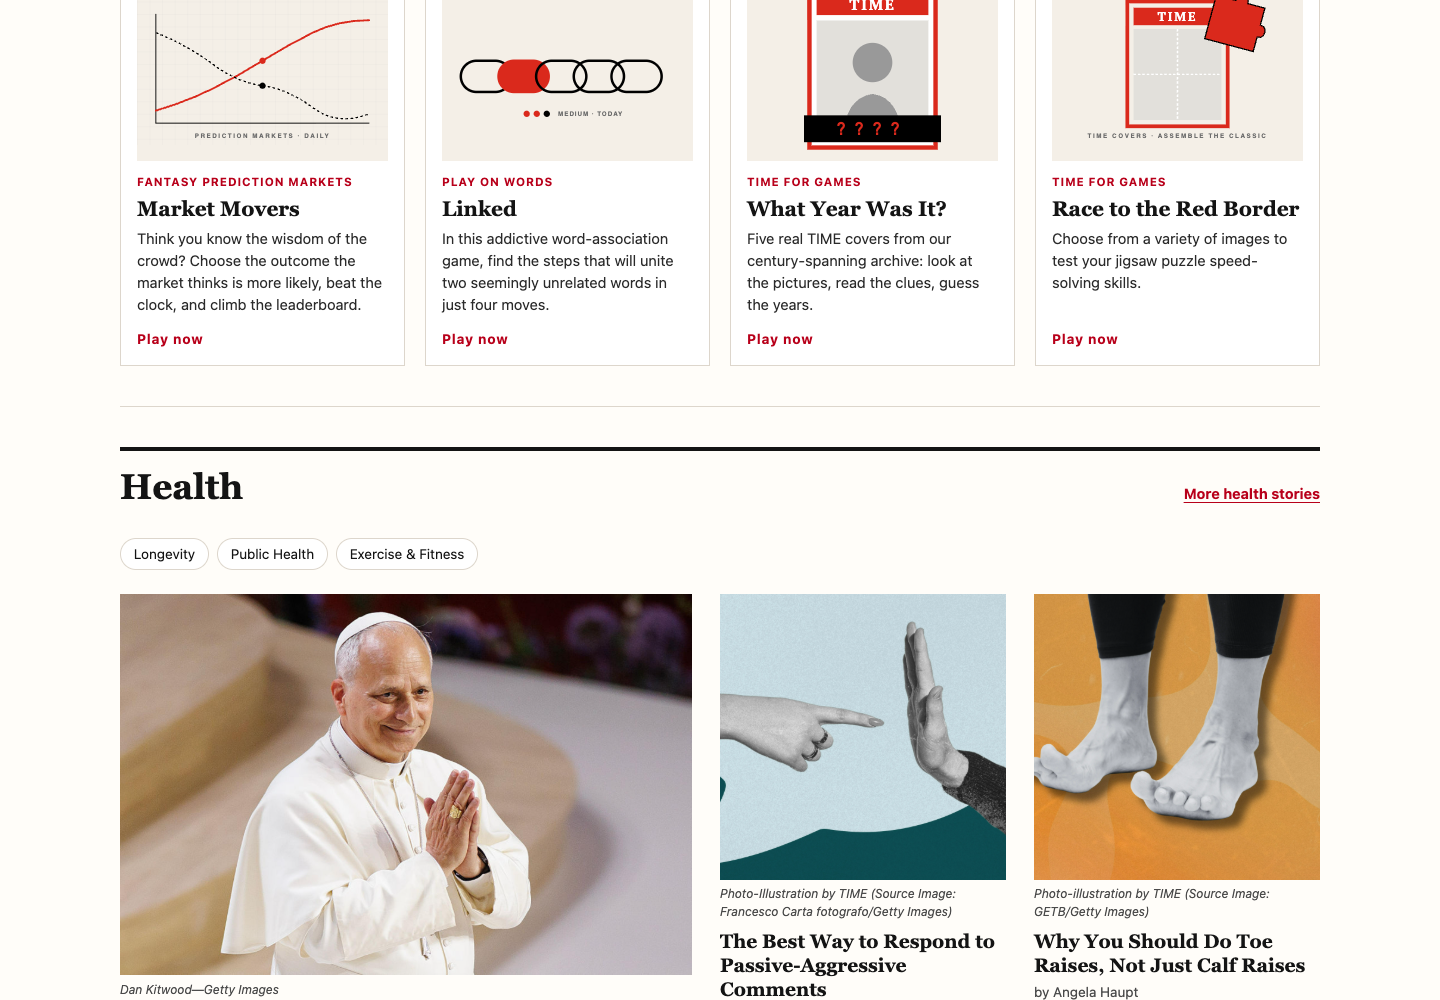 PREDICTION MARKETS · DAILY
FANTASY PREDICTION MARKETS
Market Movers
Think you know the wisdom of the
crowd? Choose the outcome the
market thinks is more likely, beat the
clock, and climb the leaderboard.
Play now
MEDIUM · TODAY
PLAY ON WORDS
Linked
In this addictive word-association
game, find the steps that will unite
two seemingly unrelated words in
just four moves.
Play now
TIME
? ? ? ?
TIME FOR GAMES
What Year Was It?
Five real TIME covers from our
century-spanning archive: look at
the pictures, read the clues, guess
the years.
Play now
TIME
TIME COVERS · ASSEMBLE THE CLASSIC
TIME FOR GAMES
Race to the Red Border
Choose from a variety of images to
test your jigsaw puzzle speed-
solving skills.
Play now
Health
More health stories
Longevity
Public Health
Exercise & Fitness
Dan Kitwood—Getty Images
Photo-Illustration by TIME (Source Image:
Francesco Carta fotografo/Getty Images)
The Best Way to Respond to
Passive-Aggressive
Comments
Photo-illustration by TIME (Source Image:
GETB/Getty Images)
Why You Should Do Toe
Raises, Not Just Calf Raises
by Angela Haupt